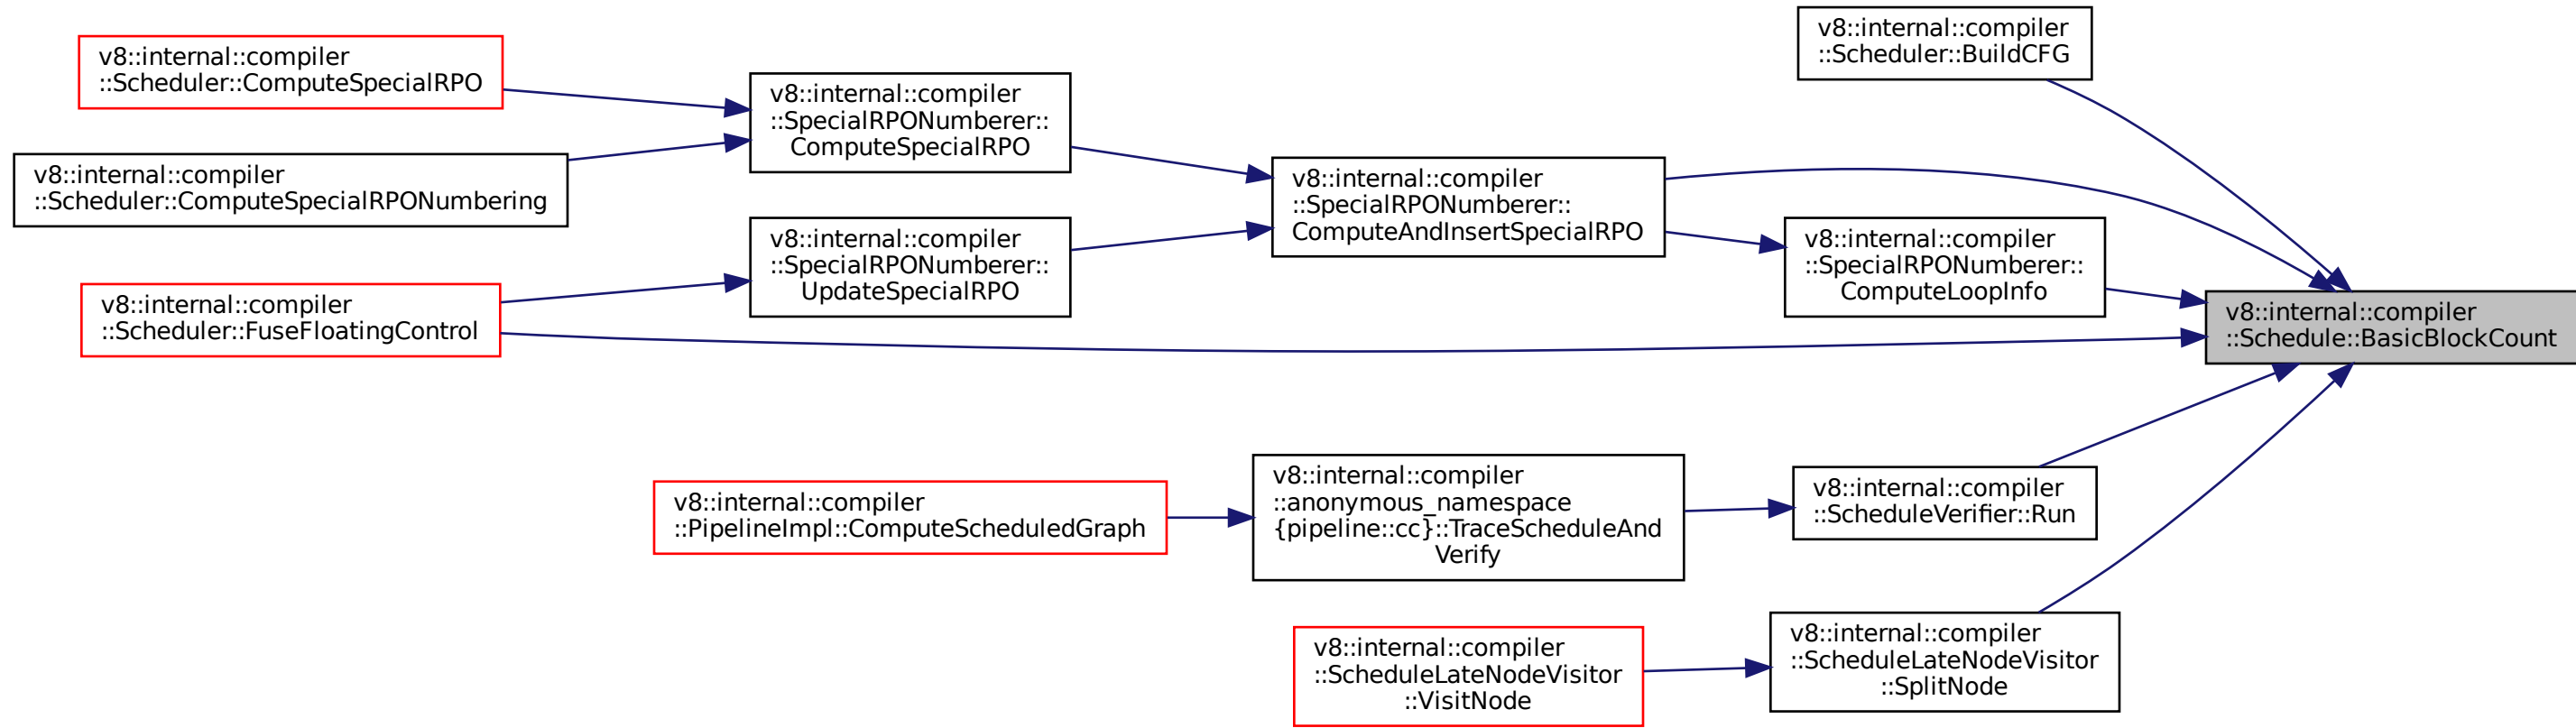 v8::internal::compiler
::Scheduler::ComputeSpecialRPO
v8::internal::compiler
::Scheduler::ComputeSpecialRPONumbering
v8::internal::compiler
::Scheduler::FuseFloatingControl
v8::internal::compiler
::SpecialRPONumberer::
ComputeSpecialRPO
v8::internal::compiler
::SpecialRPONumberer::
UpdateSpecialRPO
v8::internal::compiler
::SpecialRPONumberer::
ComputeAndInsertSpecialRPO
v8::internal::compiler
::Scheduler::BuildCFG
v8::internal::compiler
::SpecialRPONumberer::
ComputeLoopInfo
v8::internal::compiler
::Schedule::BasicBlockCount
v8::internal::compiler
::PipelineImpl::ComputeScheduledGraph
v8::internal::compiler
::anonymous_namespace
{pipeline::cc}::TraceScheduleAnd
Verify
v8::internal::compiler
::ScheduleVerifier::Run
v8::internal::compiler
::ScheduleLateNodeVisitor
::VisitNode
v8::internal::compiler
::ScheduleLateNodeVisitor
::SplitNode